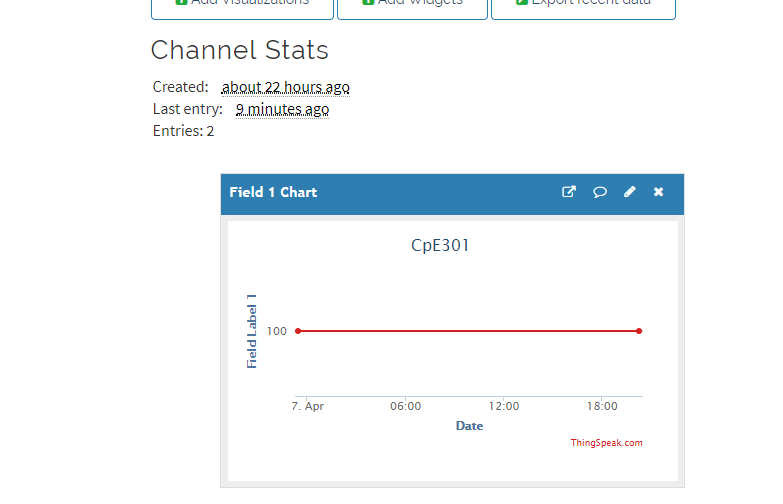 Add Visualizations Add Widgets Export recent data
Channel Stats
Created: about 22 hours ago
Last entry: 9 minutes ago
Entries: 2
Field 1 Chart
CpE301
Field Label 1
100
7. Apr 06:00 12:00 18:00
Date
ThingSpeak.com